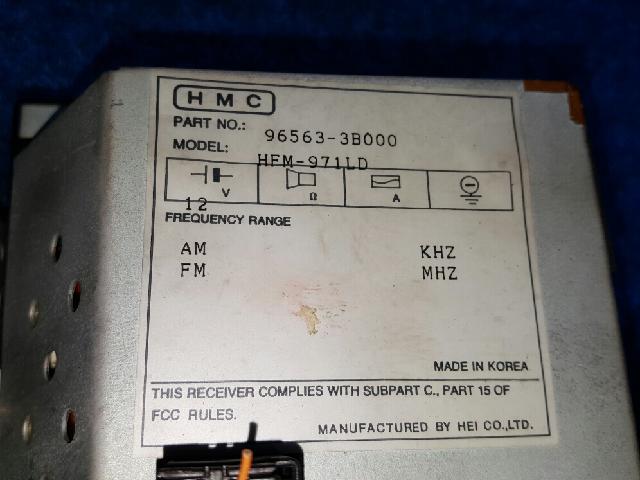 HMC
PART NO.: 96563-3B000
MODEL: HFM-971LD
V Ω A
12
FREQUENCY RANGE
AM KHZ
FM MHZ
MADE IN KOREA
THIS RECEIVER COMPLIES WITH SUBPART C., PART 15 OF
FCC RULES.
MANUFACTURED BY HEI CO.,LTD.